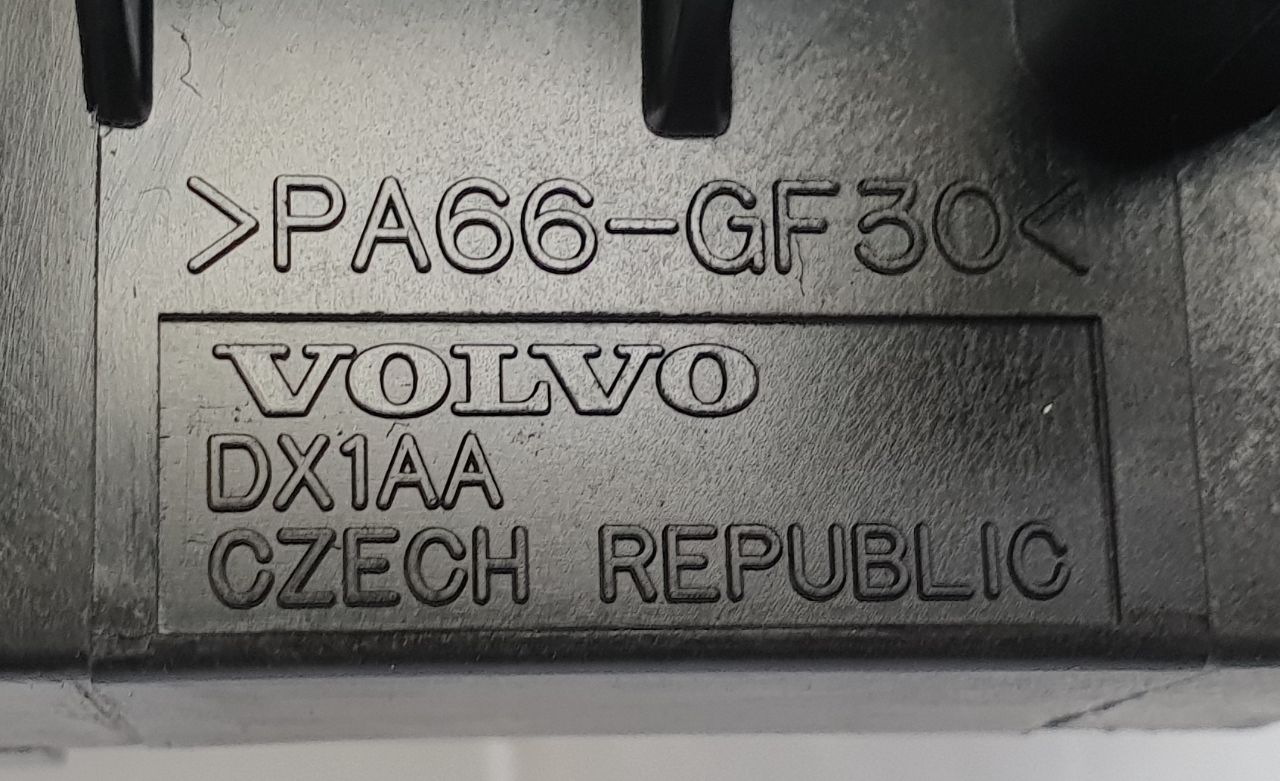 >PA66-GF30<
VOLVO
DX1AA
CZECH REPUBLIC